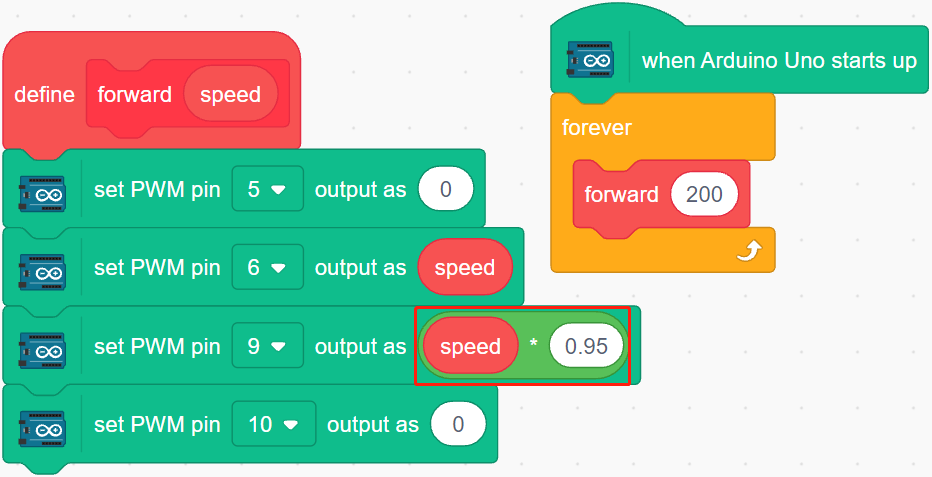 define forward speed
set PWM pin 5 output as 0
set PWM pin 6 output as speed
set PWM pin 9 output as speed * 0.95
set PWM pin 10 output as 0
when Arduino Uno starts up
forever
forward 200